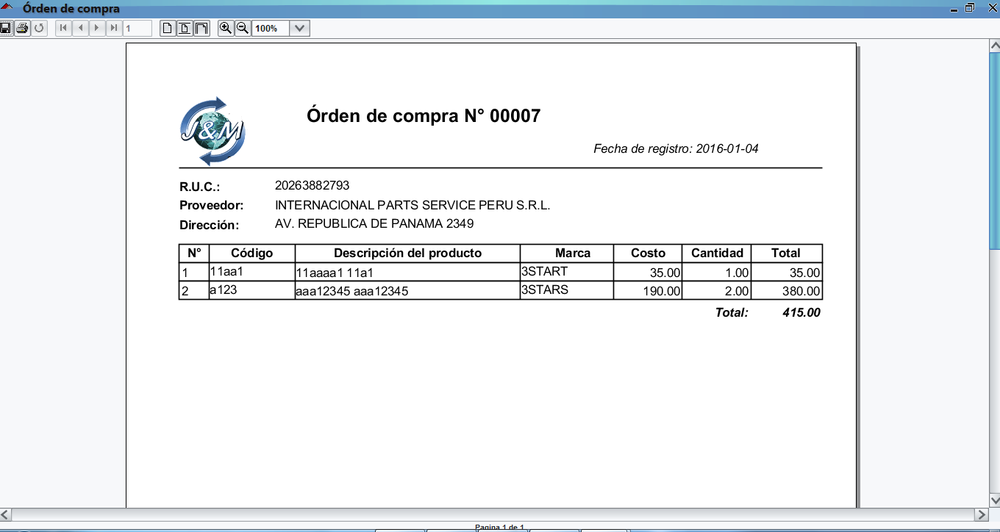 Órden de compra
1
100%
J&M
Órden de compra N° 00007
Fecha de registro: 2016-01-04
R.U.C.: 20263882793
Proveedor: INTERNACIONAL PARTS SERVICE PERU S.R.L.
Dirección: AV. REPUBLICA DE PANAMA 2349
N° Código Descripción del producto Marca Costo Cantidad Total
1 11aa1 11aaaa1 11a1 3START 35.00 1.00 35.00
2 a123 aaa12345 aaa12345 3STARS 190.00 2.00 380.00
Total: 415.00
Pagina 1 de 1